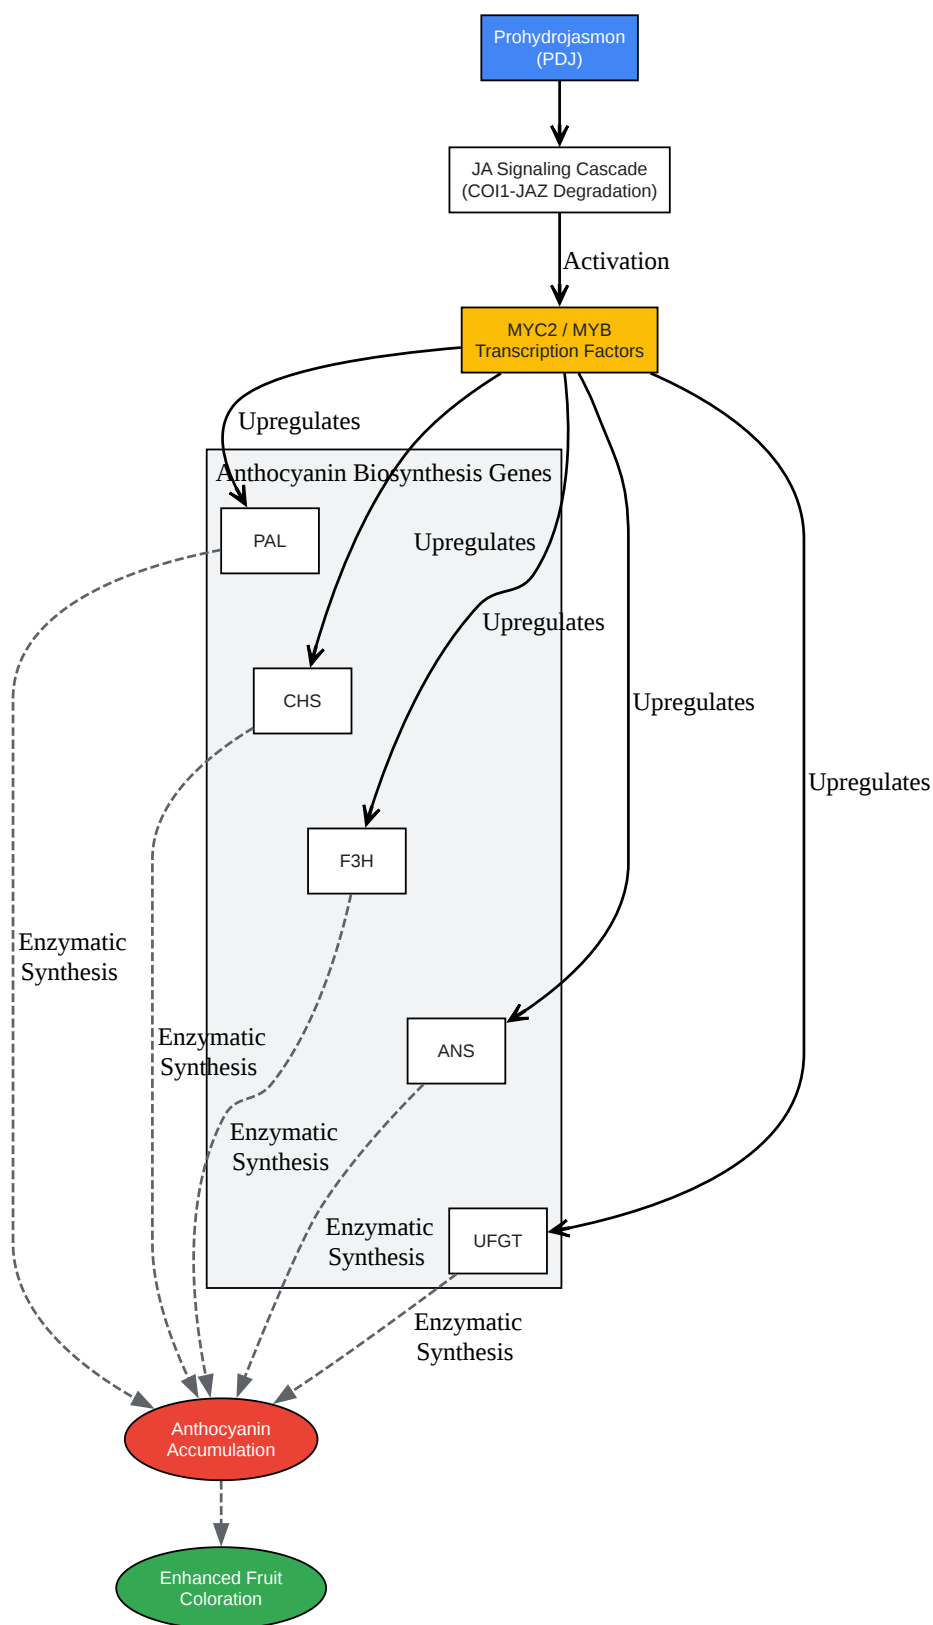 Prohydrojasmon
(PDJ)
JA Signaling Cascade
(COI1-JAZ Degradation)
Activation
MYC2 / MYB
Transcription Factors
Upregulates
Anthocyanin Biosynthesis Genes
PAL
Upregulates
Upregulates
CHS
Upregulates
Upregulates
F3H
Enzymatic
Synthesis
Enzymatic
Synthesis
ANS
Enzymatic
Synthesis
Enzymatic
Synthesis
UFGT
Enzymatic
Synthesis
Anthocyanin
Accumulation
Enhanced Fruit
Coloration